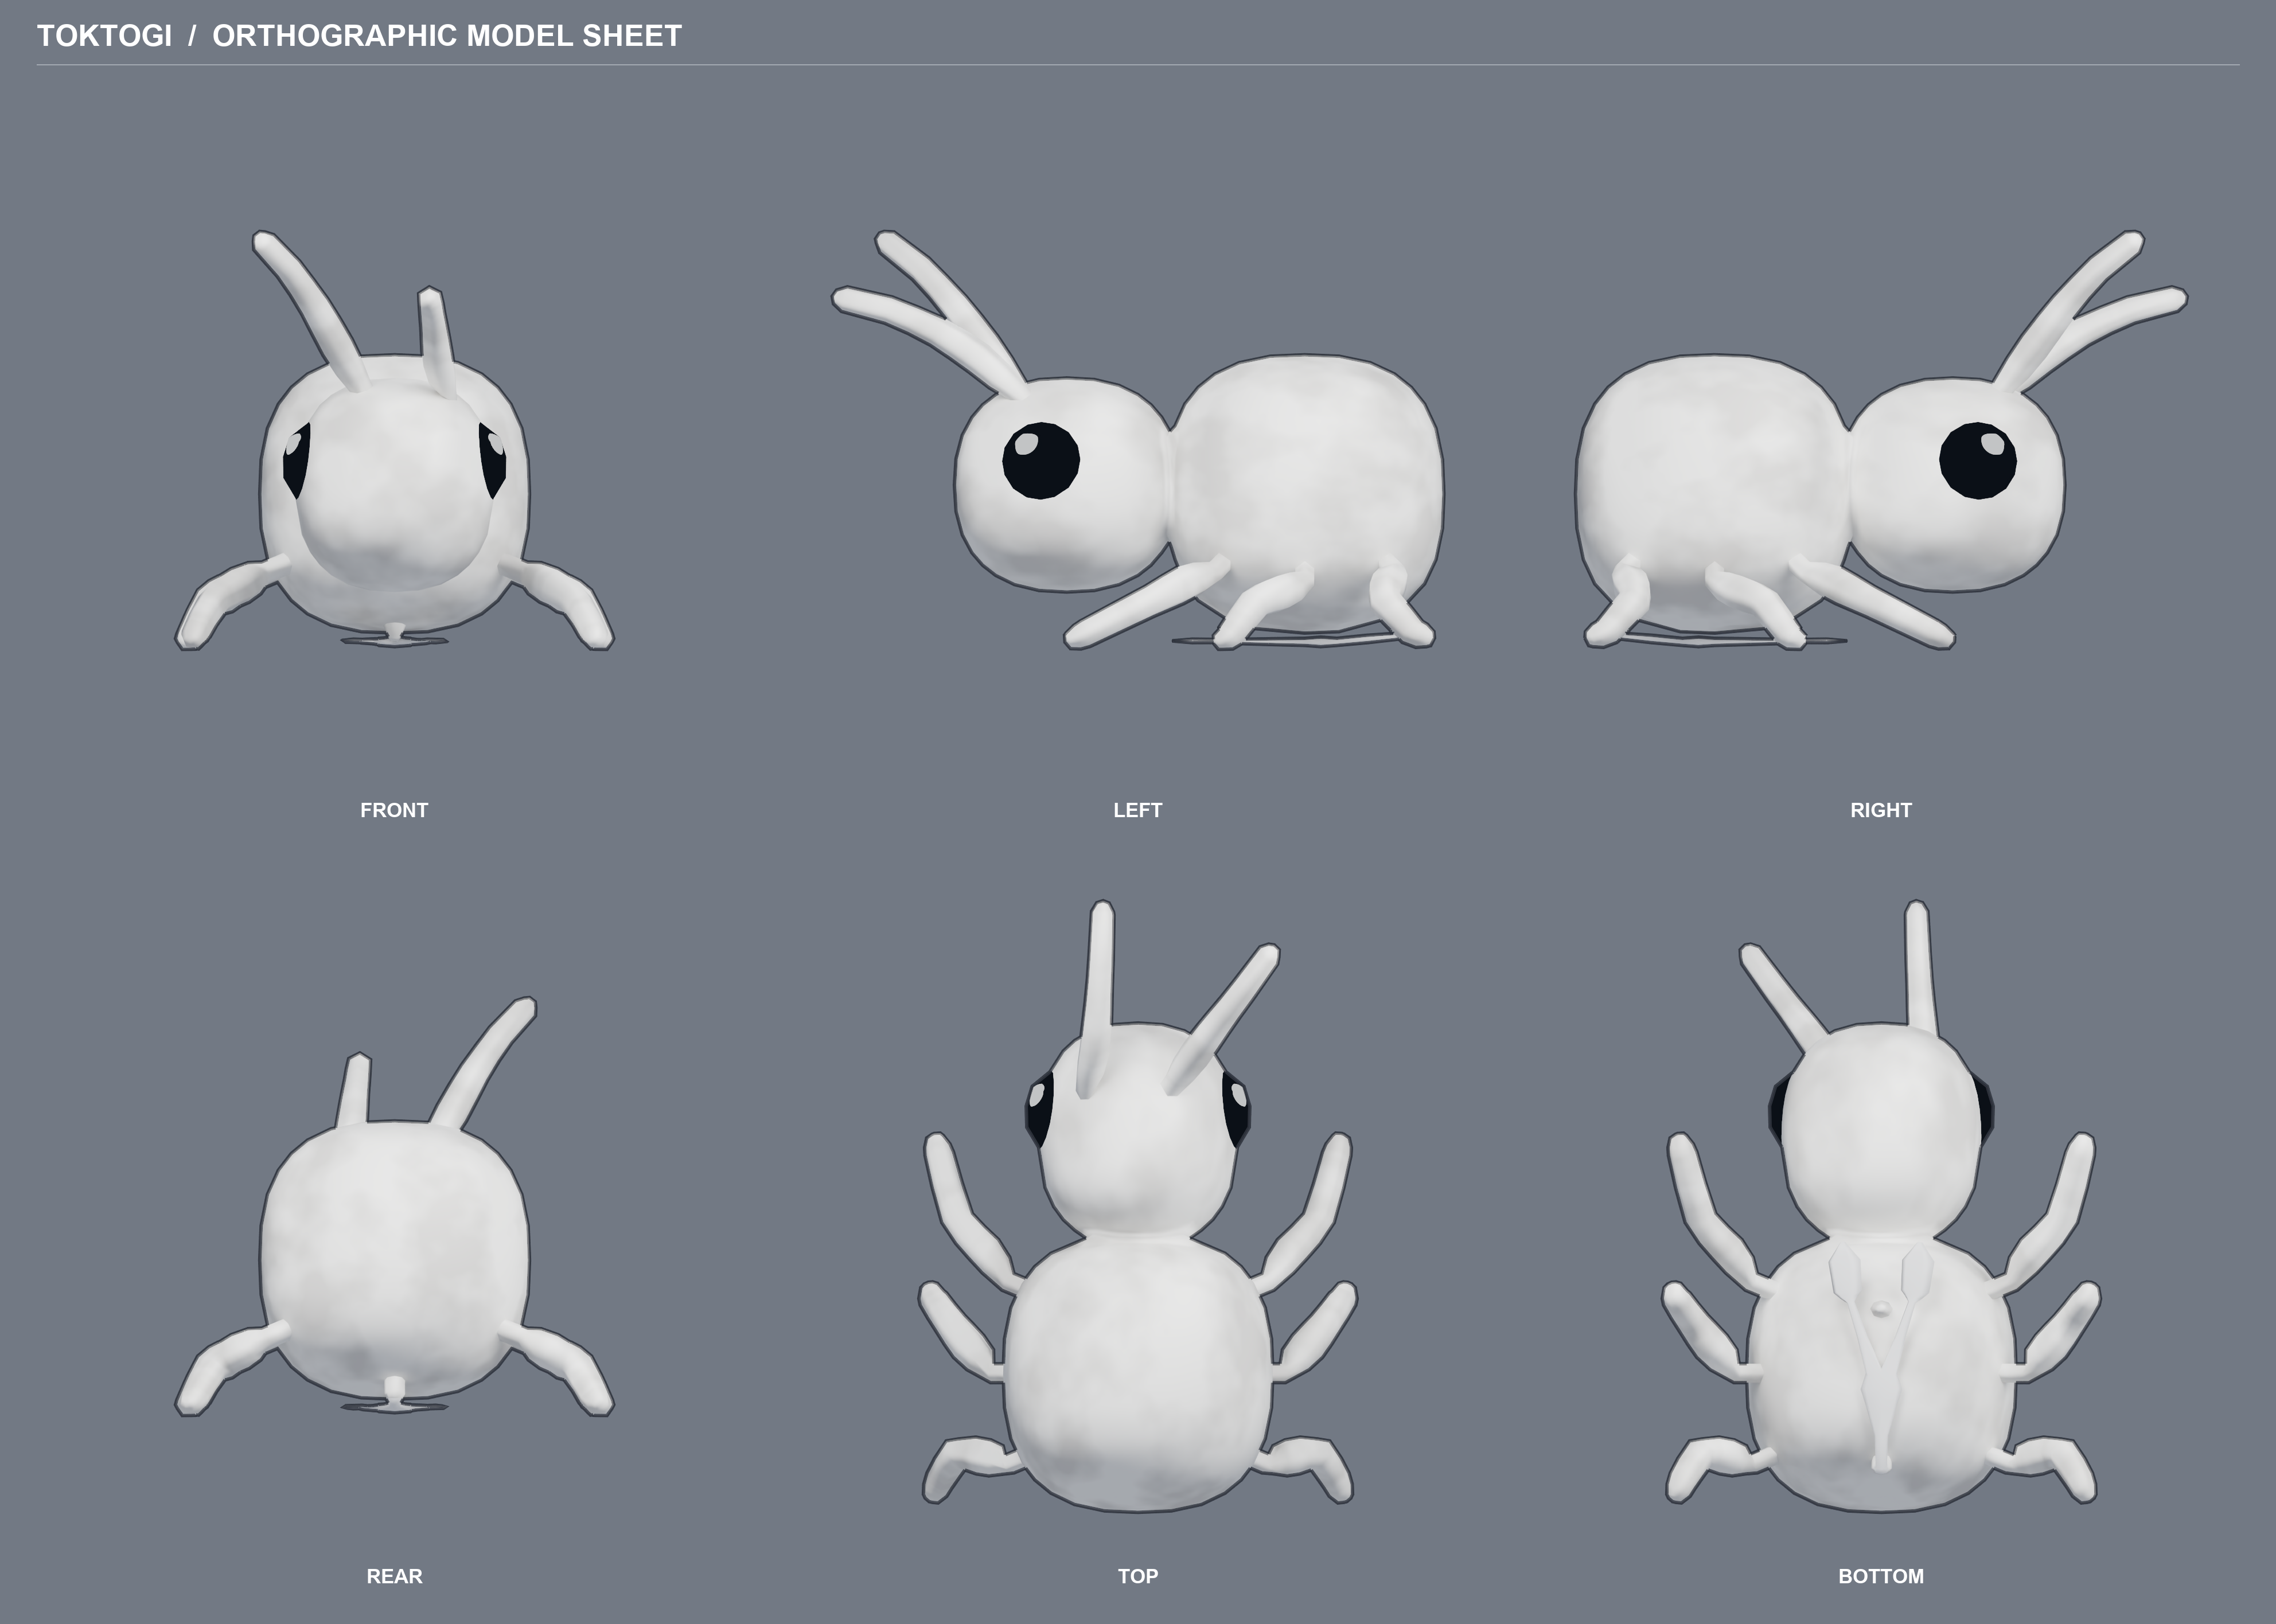 TOKTOGI / ORTHOGRAPHIC MODEL SHEET
FRONT
LEFT
RIGHT
REAR
TOP
BOTTOM